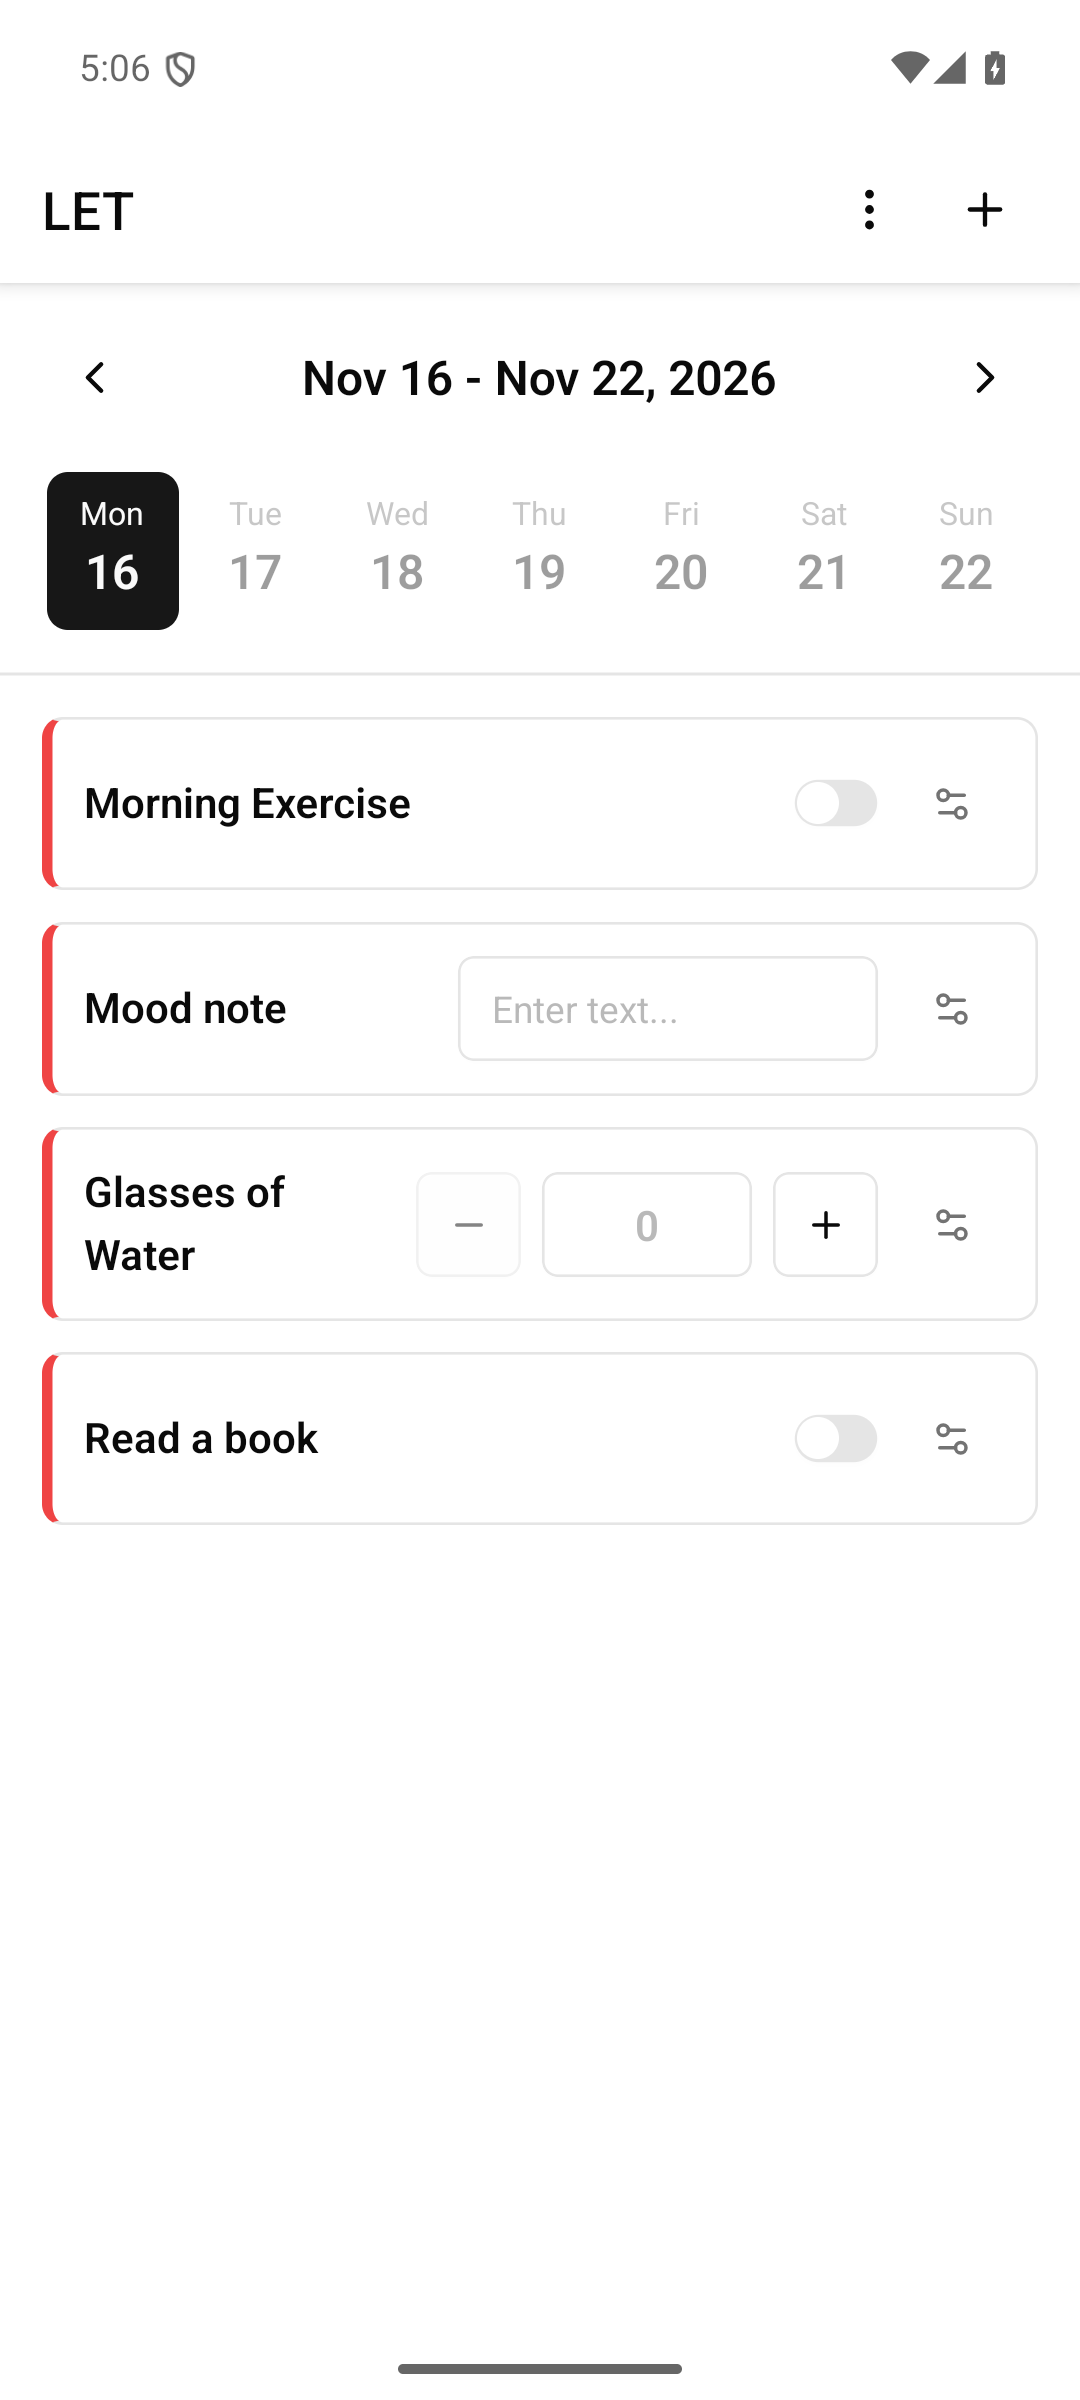 5:06
LET
Nov 16 - Nov 22, 2026
Mon Tue Wed Thu Fri Sat Sun
16 17 18 19 20 21 22
Morning Exercise
Mood note Enter text...
Glasses of
Water
0
Read a book